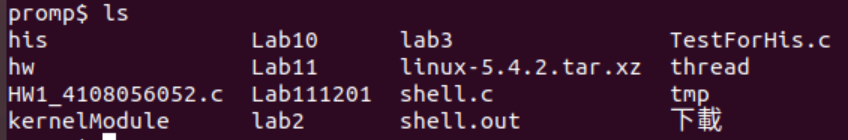 promp$ ls
his Lab10 lab3 TestForHis.c
hw Lab11 linux-5.4.2.tar.xz thread
HW1_4108056052.c Lab111201 shell.c tmp
kernelModule lab2 shell.out 下載